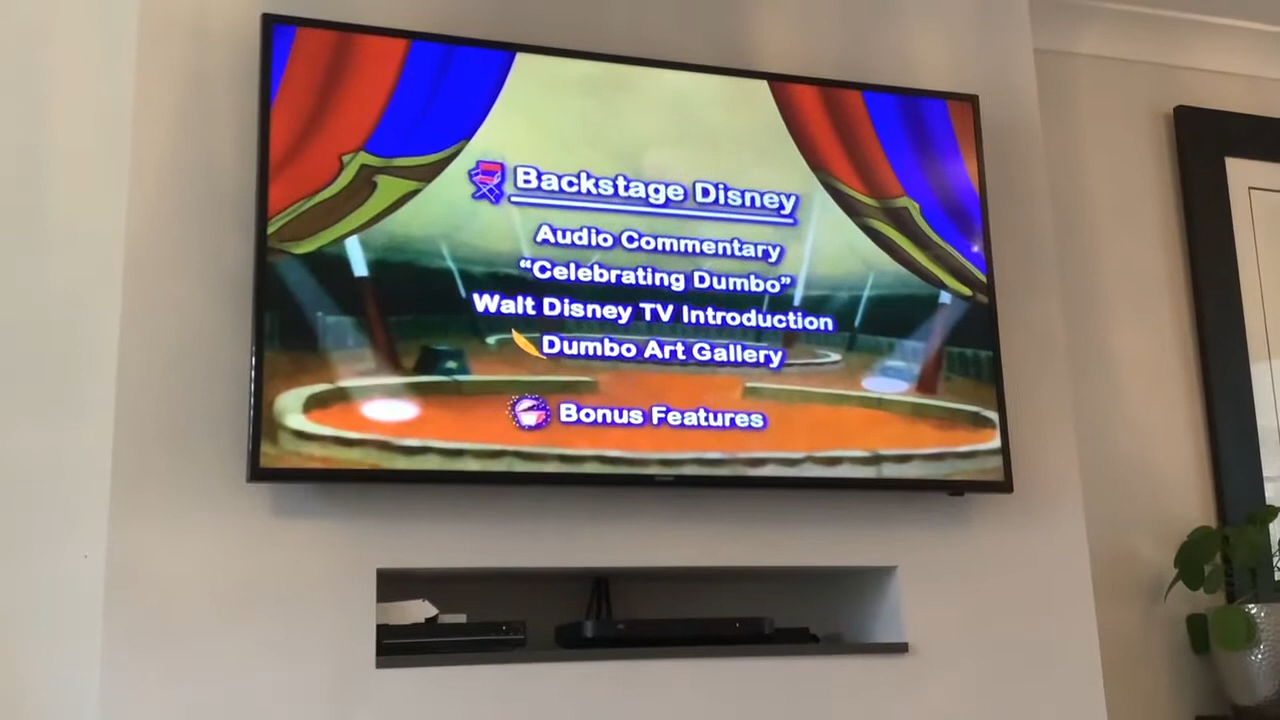 Backstage Disney
Audio Commentary
“Celebrating Dumbo”
Walt Disney TV Introduction
Dumbo Art Gallery
Bonus Features